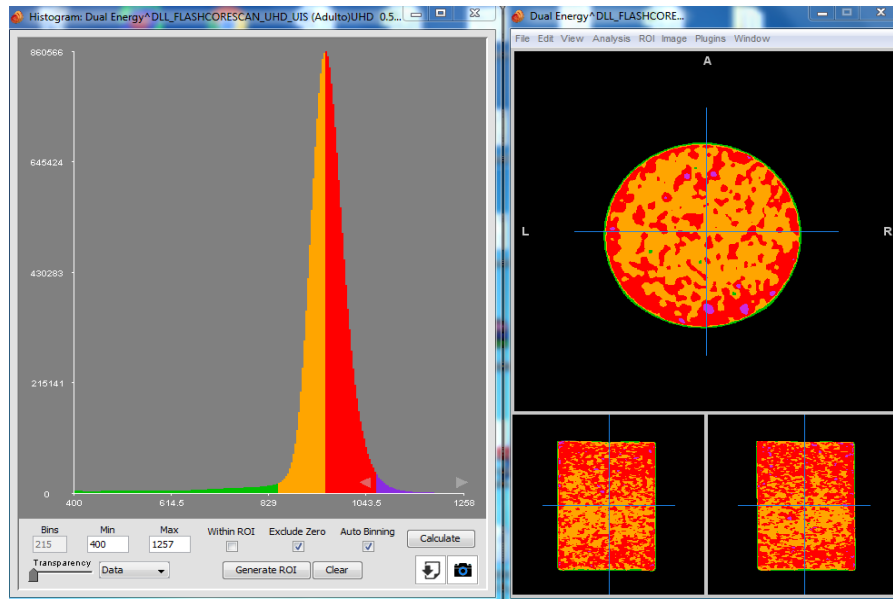 Histogram: Dual Energy^DLL_FLASHCORESCAN_UHD_UIS (Adulto)UHD 0.5...
860566
645424
430283
215141
0
400
614.5
829
1043.5
1258
Bins
Min
Max
Within ROI
Exclude Zero
Auto Binning
215
400
1257
Calculate
Transparency
Data
Generate ROI
Clear
Dual Energy^DLL_FLASHCORE...
File Edit View Analysis ROI Image Plugins Window
A
L
R